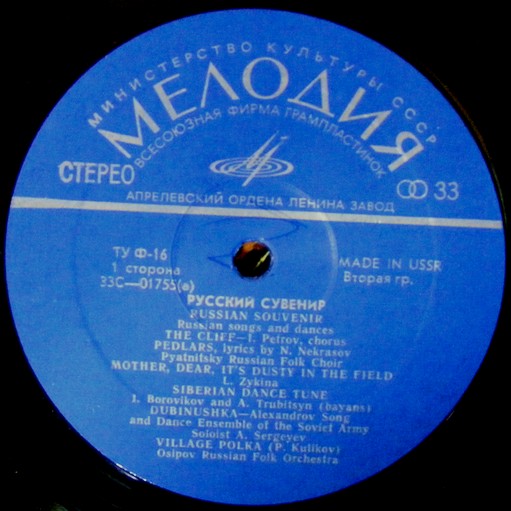 МИНИСТЕРСТВО КУЛЬТУРЫ СССР
МЕЛОДИЯ
ВСЕСОЮЗНАЯ ФИРМА ГРАМПЛАСТИНОК
СТЕРЕО
33
АПРЕЛЕВСКИЙ ОРДЕНА ЛЕНИНА ЗАВОД
ТУ Ф-16
1 сторона
33С—01755(а)
MADE IN USSR
Вторая гр.
РУССКИЙ СУВЕНИР
RUSSIAN SOUVENIR
Russian songs and dances
THE CLIFF—I. Petrov, chorus
PEDLARS, lyrics by N. Nekrasov
Pyatnitsky Russian Folk Choir
MOTHER, DEAR, IT'S DUSTY IN THE FIELD
L. Zykina
SIBERIAN DANCE TUNE
I. Borovikov and A. Trubitsyn (bayans)
DUBINUSHKA—Alexandrov Song
and Dance Ensemble of the Soviet Army
Soloist A. Sergeyev
VILLAGE POLKA (P. Kulikov)
Osipov Russian Folk Orchestra